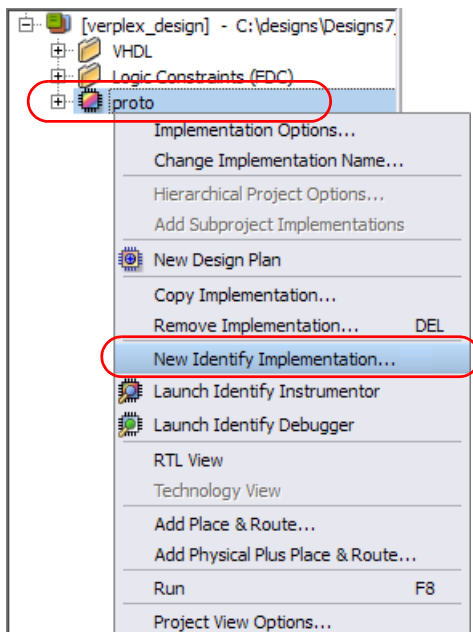 [verplex_design] - C:\designs\Designs7
VHDL
Logic Constraints (FDC)
proto
Implementation Options...
Change Implementation Name...
Hierarchical Project Options...
Add Subproject Implementations
New Design Plan
Copy Implementation...
Remove Implementation... DEL
New Identify Implementation...
Launch Identify Instrumentor
Launch Identify Debugger
RTL View
Technology View
Add Place & Route...
Add Physical Plus Place & Route...
Run F8
Project View Options...